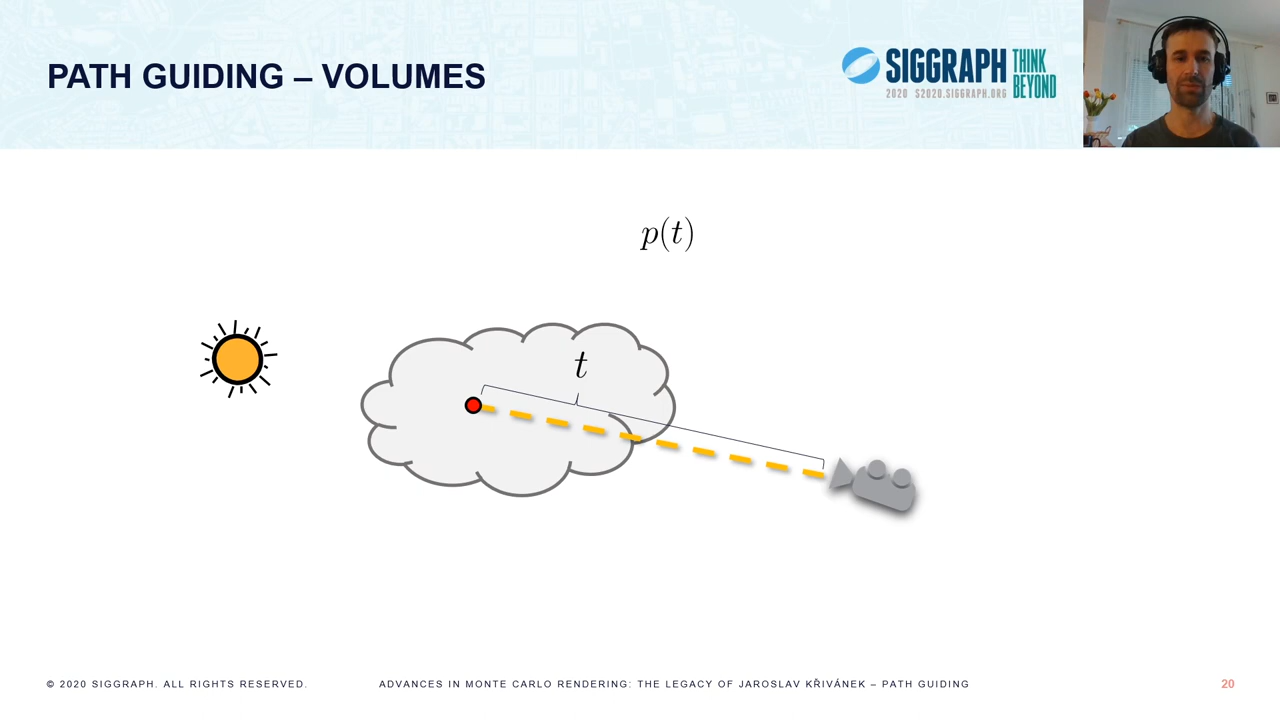 PATH GUIDING – VOLUMES
SIGGRAPH
THINK
BEYOND
2020 S2020.SIGGRAPH.ORG
p(t)
t
© 2020 SIGGRAPH. ALL RIGHTS RESERVED.
ADVANCES IN MONTE CARLO RENDERING: THE LEGACY OF JAROSLAV KŘIVÁNEK – PATH GUIDING
20